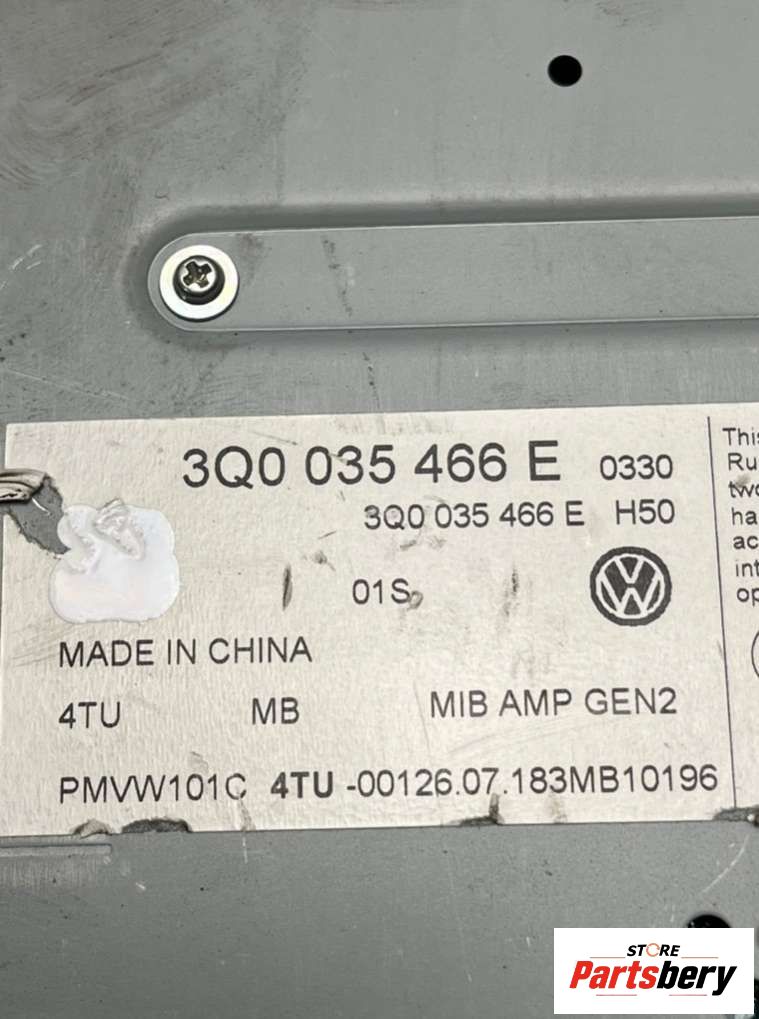 3Q0 035 466 E 0330
3Q0 035 466 E H50
01S
MADE IN CHINA
4TU MB MIB AMP GEN2
PMVW101C 4TU -00126.07.183MB10196
This
Ru
two
ha
ac
int
op
STORE
Partsbery